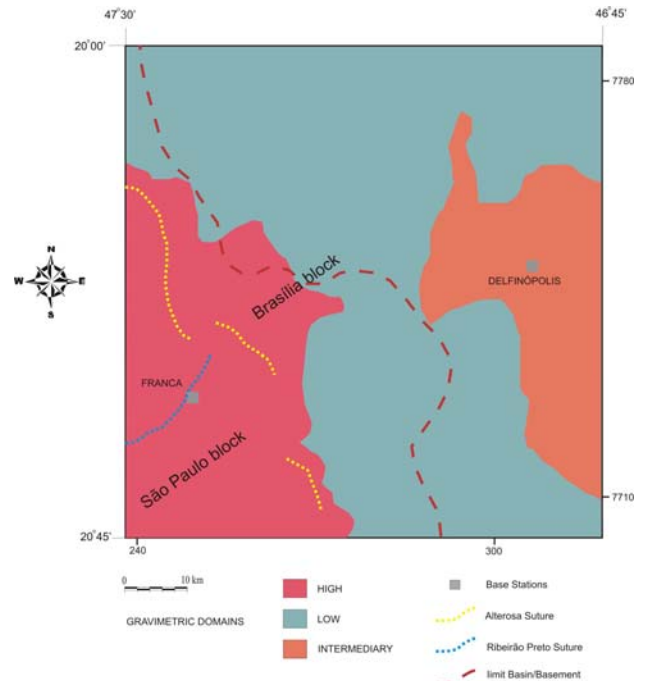 47°30' 46°45'
20°00'
7780
N
W E
S
Brasília block
DELFINÓPOLIS
FRANCA
São Paulo block
7710
20°45'
240 300
0 10 km
GRAVIMETRIC DOMAINS
HIGH
LOW
INTERMEDIARY
Base Stations
Alterosa Suture
Ribeirão Preto Suture
limit Basin/Basement